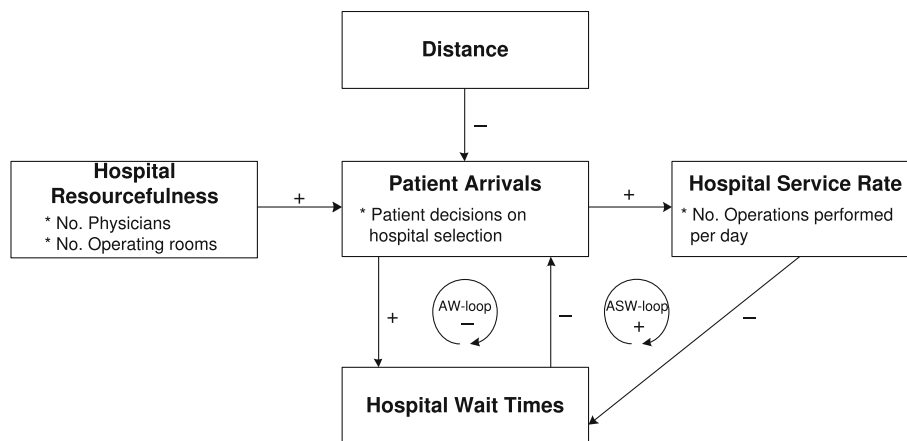 Distance
–
Hospital
Resourcefulness
* No. Physicians
* No. Operating rooms
+
Patient Arrivals
* Patient decisions on
hospital selection
+
Hospital Service Rate
* No. Operations performed
per day
+
AW-loop
–
–
ASW-loop
+
–
Hospital Wait Times